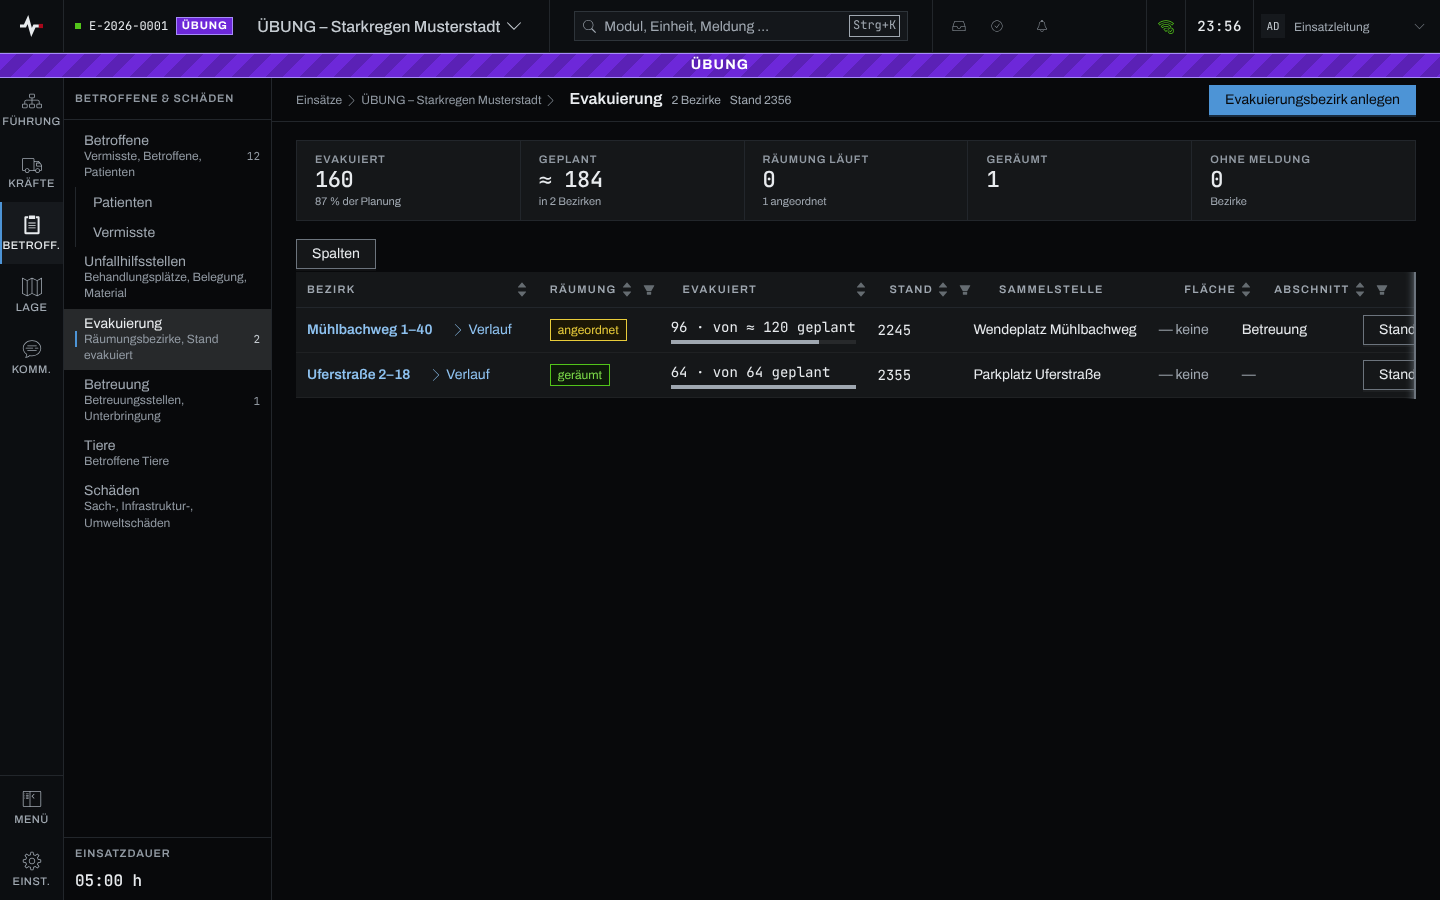 E-2026-0001 ÜBUNG ÜBUNG – Starkregen Musterstadt Modul, Einheit, Meldung ... Strg+K 23:56 AD Einsatzleitung
ÜBUNG
FÜHRUNG
KRÄFTE
BETROFF.
LAGE
KOMM.
MENÜ
EINST.
BETROFFENE & SCHÄDEN
Betroffene
Vermisste, Betroffene, 12
Patienten
Patienten
Vermisste
Unfallhilfsstellen
Behandlungsplätze, Belegung,
Material
Evakuierung
Räumungsbezirke, Stand 2
evakuiert
Betreuung
Betreuungsstellen, 1
Unterbringung
Tiere
Betroffene Tiere
Schäden
Sach-, Infrastruktur-,
Umweltschäden
EINSATZDAUER
05:00 h
Einsätze ÜBUNG – Starkregen Musterstadt Evakuierung 2 Bezirke Stand 2356 Evakuierungsbezirk anlegen
EVAKUIERT GEPLANT RÄUMUNG LÄUFT GERÄUMT OHNE MELDUNG
160 ≈ 184 0 1 0
87 % der Planung in 2 Bezirken 1 angeordnet Bezirke
Spalten
BEZIRK RÄUMUNG EVAKUIERT STAND SAMMELSTELLE FLÄCHE ABSCHNITT
Mühlbachweg 1–40 Verlauf angeordnet 96 · von ≈ 120 geplant 2245 Wendeplatz Mühlbachweg — keine Betreuung Stand
Uferstraße 2–18 Verlauf geräumt 64 · von 64 geplant 2355 Parkplatz Uferstraße — keine — Stand